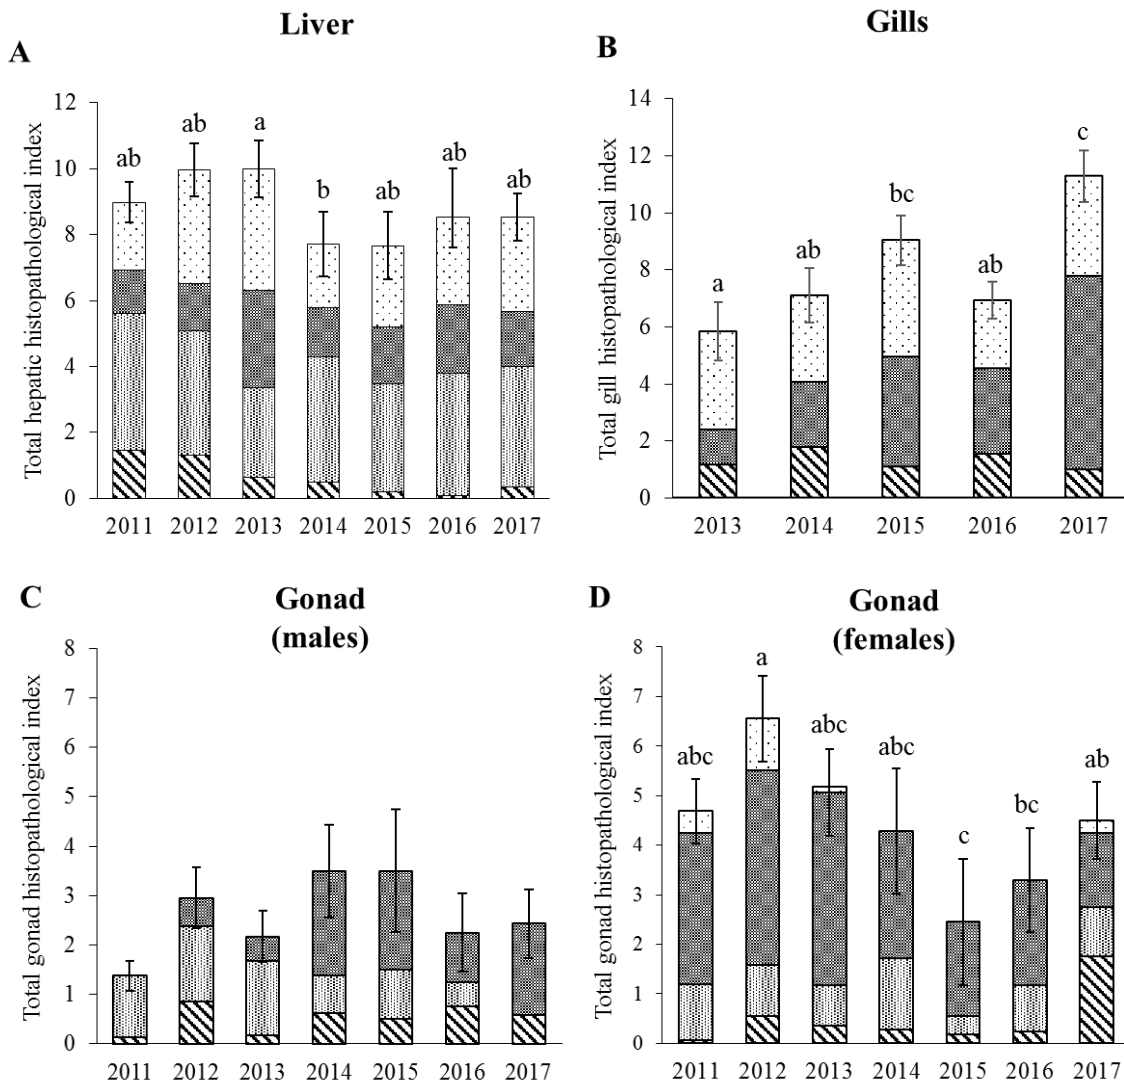 Liver
A
Total hepatic histopathological index
12
10
8
6
4
2
0
ab
ab
a
b
ab
ab
ab
2011 2012 2013 2014 2015 2016 2017
Gills
B
Total gill histopathological index
14
12
10
8
6
4
2
0
a
ab
bc
ab
c
2013 2014 2015 2016 2017
C
Gonad
(males)
Total gonad histopathological index
8
7
6
5
4
3
2
1
0
2011 2012 2013 2014 2015 2016 2017
D
Gonad
(females)
Total gonad histopathological index
8
7
6
5
4
3
2
1
0
abc
a
abc
abc
c
bc
ab
2011 2012 2013 2014 2015 2016 2017